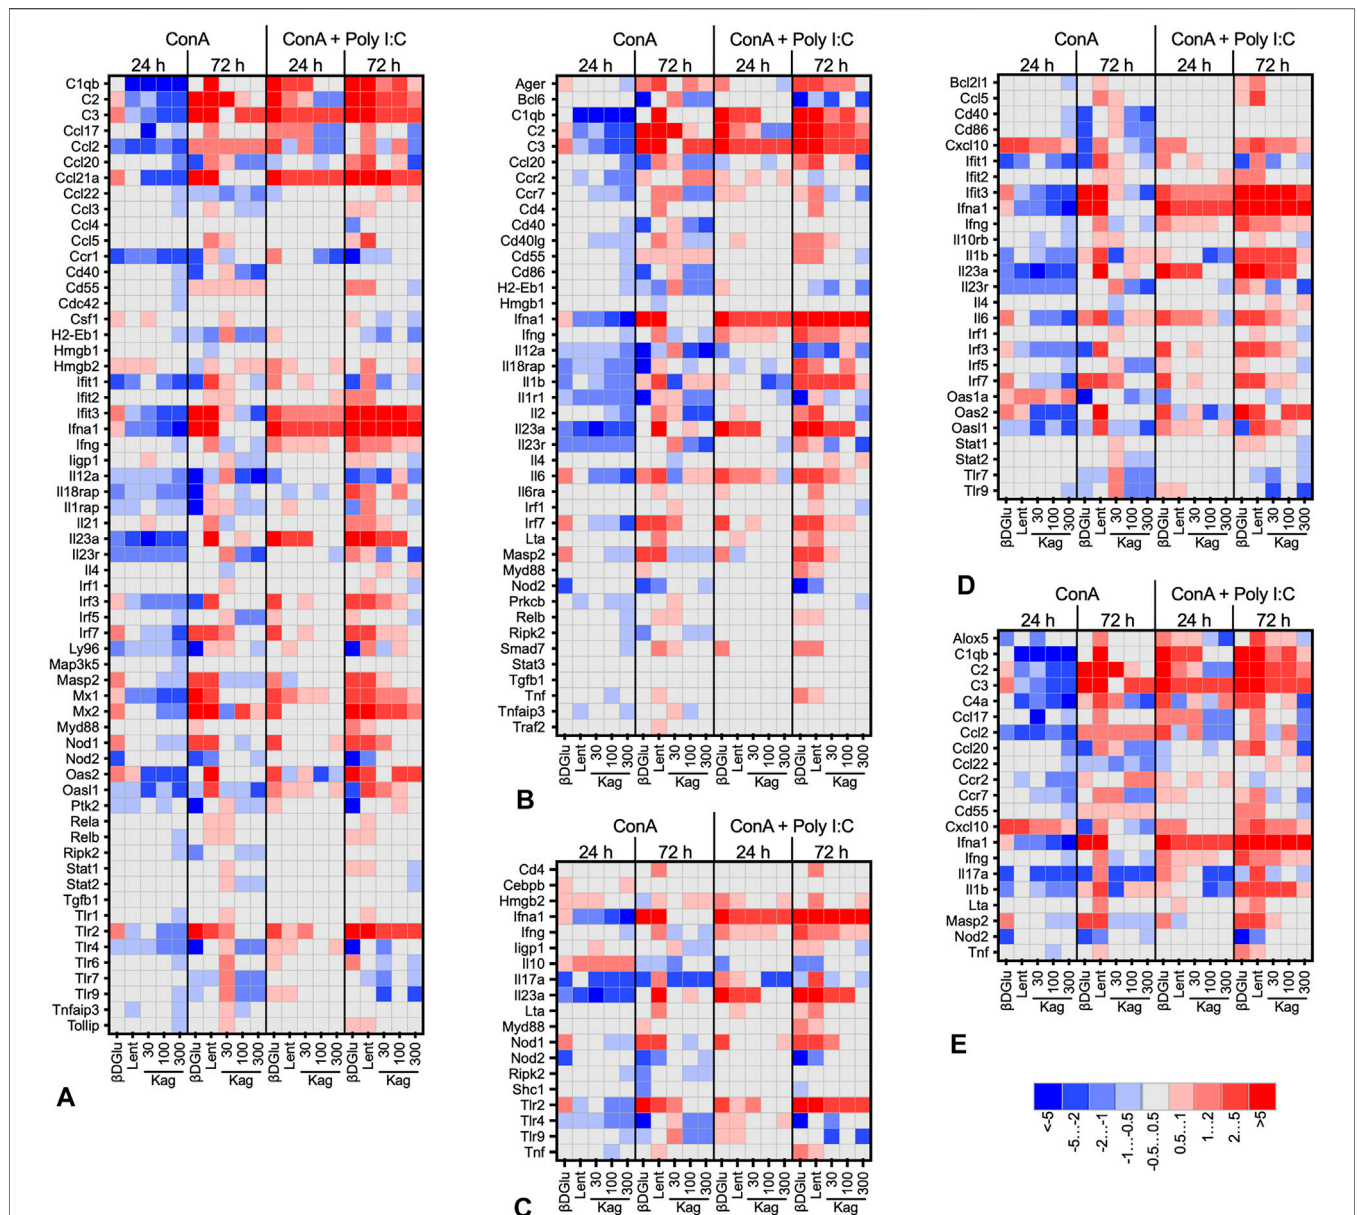 ConA
ConA + Poly I:C
24 h
72 h
24 h
72 h
C1qb
C2
C3
Ccl17
Ccl2
Ccl20
Ccl21a
Ccl22
Ccl3
Ccl4
Ccl5
Ccr1
Cd40
Cd55
Cdc42
Csf1
H2-Eb1
Hmgb1
Hmgb2
Ifit1
Ifit2
Ifit3
Ifna1
Ifng
Iigp1
Il12a
Il18rap
Il1rap
Il21
Il23a
Il23r
Il4
Irf1
Irf3
Irf5
Irf7
Ly96
Map3k5
Masp2
Mx1
Mx2
Myd88
Nod1
Nod2
Oas2
Oasl1
Ptk2
Rela
Relb
Ripk2
Stat1
Stat2
Tgfb1
Tlr1
Tlr2
Tlr4
Tlr6
Tlr7
Tlr9
Tnfaip3
Tollip
βDGlu Lent 30 100 300 βDGlu Lent 30 100 300 βDGlu Lent 30 100 300 βDGlu Lent 30 100 300
Kag Kag Kag Kag
A
ConA
ConA + Poly I:C
24 h
72 h
24 h
72 h
Ager
Bcl6
C1qb
C2
C3
Ccl20
Ccr2
Ccr7
Cd4
Cd40
Cd40lg
Cd55
Cd86
H2-Eb1
Hmgb1
Ifna1
Ifng
Il12a
Il18rap
Il1b
Il1r1
Il2
Il23a
Il23r
Il4
Il6
Il6ra
Irf1
Irf7
Lta
Masp2
Myd88
Nod2
Prkcb
Relb
Ripk2
Smad7
Stat3
Tgfb1
Tnf
Tnfaip3
Traf2
βDGlu Lent 30 100 300 βDGlu Lent 30 100 300 βDGlu Lent 30 100 300 βDGlu Lent 30 100 300
Kag Kag Kag Kag
B
ConA
ConA + Poly I:C
24 h
72 h
24 h
72 h
Cd4
Cebpb
Hmgb2
Ifna1
Ifng
Iigp1
Il10
Il17a
Il23a
Lta
Myd88
Nod1
Nod2
Ripk2
Shc1
Tlr2
Tlr4
Tlr9
Tnf
βDGlu Lent 30 100 300 βDGlu Lent 30 100 300 βDGlu Lent 30 100 300 βDGlu Lent 30 100 300
Kag Kag Kag Kag
C
ConA
ConA + Poly I:C
24 h
72 h
24 h
72 h
Bcl2l1
Ccl5
Cd40
Cd86
Cxcl10
Ifit1
Ifit2
Ifit3
Ifna1
Ifng
Il10rb
Il1b
Il23a
Il23r
Il4
Il6
Irf1
Irf3
Irf5
Irf7
Oas1a
Oas2
Oasl1
Stat1
Stat2
Tlr7
Tlr9
βDGlu Lent 30 100 300 βDGlu Lent 30 100 300 βDGlu Lent 30 100 300 βDGlu Lent 30 100 300
Kag Kag Kag Kag
D
ConA
ConA + Poly I:C
24 h
72 h
24 h
72 h
Alox5
C1qb
C2
C3
C4a
Ccl17
Ccl2
Ccl20
Ccl22
Ccr2
Ccr7
Cd55
Cxcl10
Ifna1
Ifng
Il17a
Il1b
Lta
Masp2
Nod2
Tnf
βDGlu Lent 30 100 300 βDGlu Lent 30 100 300 βDGlu Lent 30 100 300 βDGlu Lent 30 100 300
Kag Kag Kag Kag
E
<-5
-5...-2
-2...-1
-1...-0.5
-0.5...0.5
0.5...1
1...2
2...5
>5